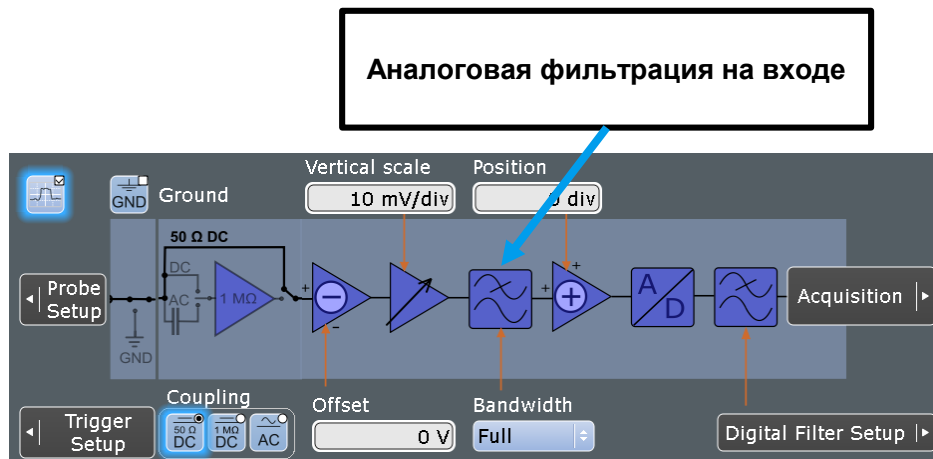 Аналоговая фильтрация на входе
Vertical scale
Position
GND
Ground
10 mV/div
div
50 Ω DC
DC
AC
1 MΩ
GND
Probe
Setup
+
−
+
+
A
D
Acquisition
Coupling
Offset
Bandwidth
Trigger
Setup
50 Ω
DC
1 MΩ
DC
AC
0 V
Full
Digital Filter Setup